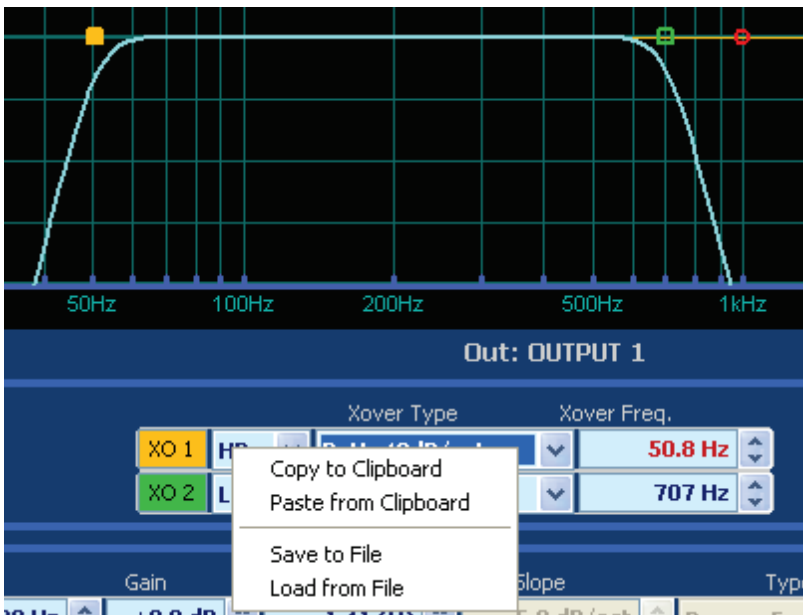 50Hz 100Hz 200Hz 500Hz 1kHz
Out: OUTPUT 1
Xover Type Xover Freq.
XO 1 50.8 Hz
XO 2 707 Hz
Copy to Clipboard
Paste from Clipboard
Save to File
Load from File
Gain Slope Type